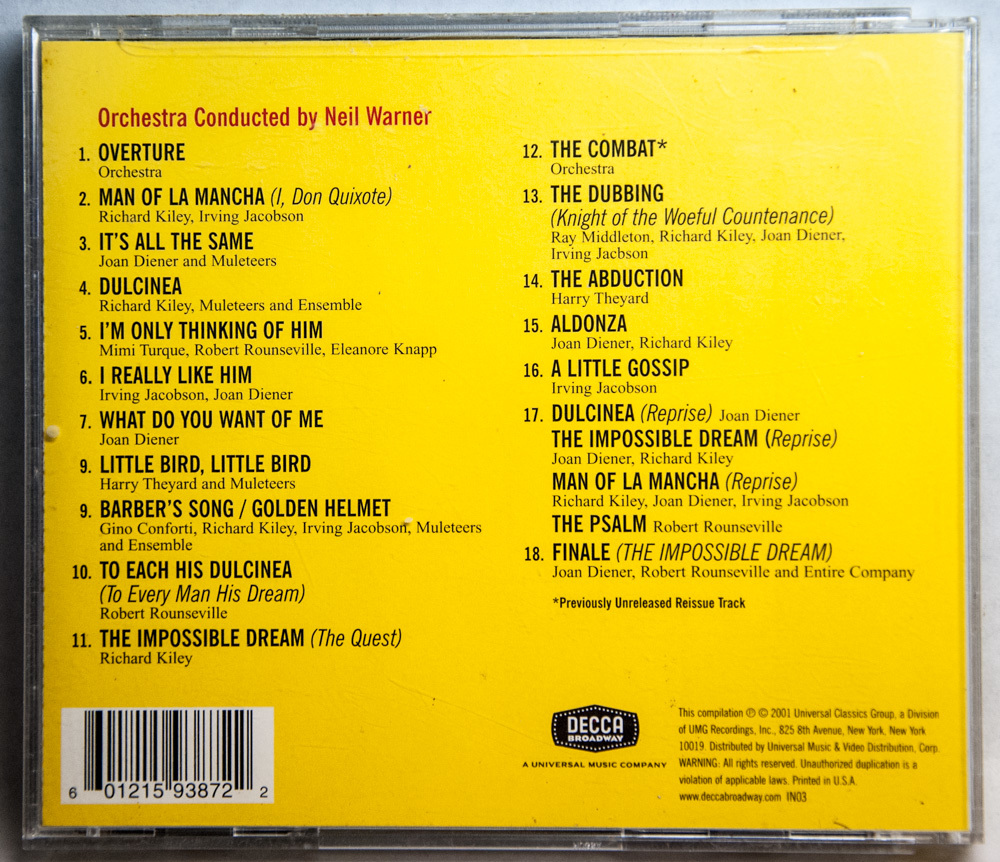 Orchestra Conducted by Neil Warner
1. OVERTURE
Orchestra
2. MAN OF LA MANCHA (I, Don Quixote)
Richard Kiley, Irving Jacobson
3. IT'S ALL THE SAME
Joan Diener and Muleteers
4. DULCINEA
Richard Kiley, Muleteers and Ensemble
5. I'M ONLY THINKING OF HIM
Mimi Turque, Robert Rounseville, Eleanore Knapp
6. I REALLY LIKE HIM
Irving Jacobson, Joan Diener
7. WHAT DO YOU WANT OF ME
Joan Diener
9. LITTLE BIRD, LITTLE BIRD
Harry Theyard and Muleteers
9. BARBER'S SONG / GOLDEN HELMET
Gino Conforti, Richard Kiley, Irving Jacobson, Muleteers
and Ensemble
10. TO EACH HIS DULCINEA
(To Every Man His Dream)
Robert Rounseville
11. THE IMPOSSIBLE DREAM (The Quest)
Richard Kiley
12. THE COMBAT*
Orchestra
13. THE DUBBING
(Knight of the Woeful Countenance)
Ray Middleton, Richard Kiley, Joan Diener,
Irving Jacbson
14. THE ABDUCTION
Harry Theyard
15. ALDONZA
Joan Diener, Richard Kiley
16. A LITTLE GOSSIP
Irving Jacobson
17. DULCINEA (Reprise) Joan Diener
THE IMPOSSIBLE DREAM (Reprise)
Joan Diener, Richard Kiley
MAN OF LA MANCHA (Reprise)
Richard Kiley, Joan Diener, Irving Jacobson
THE PSALM Robert Rounseville
18. FINALE (THE IMPOSSIBLE DREAM)
Joan Diener, Robert Rounseville and Entire Company
*Previously Unreleased Reissue Track
6 01215 93872 2
DECCA
BROADWAY
A UNIVERSAL MUSIC COMPANY
This compilation ℗ © 2001 Universal Classics Group, a Division
of UMG Recordings, Inc., 825 8th Avenue, New York, New York
10019 Distributed by Universal Music & Video Distribution, Corp.
WARNING: All rights reserved. Unauthorized duplication is a
violation of applicable laws. Printed in U.S.A.
www.deccabroadway.com IN03